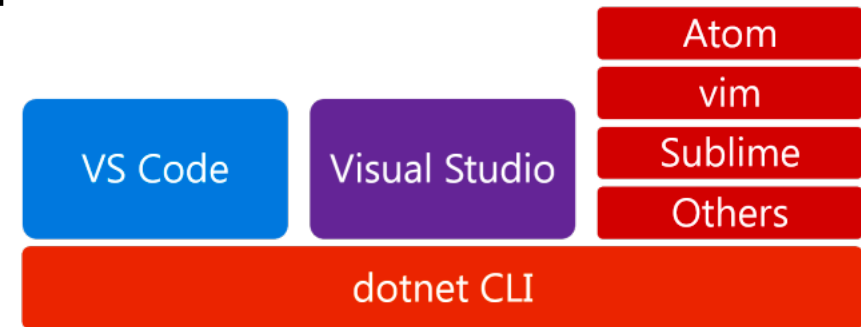 Atom
vim
VS Code
Visual Studio
Sublime
Others
dotnet CLI